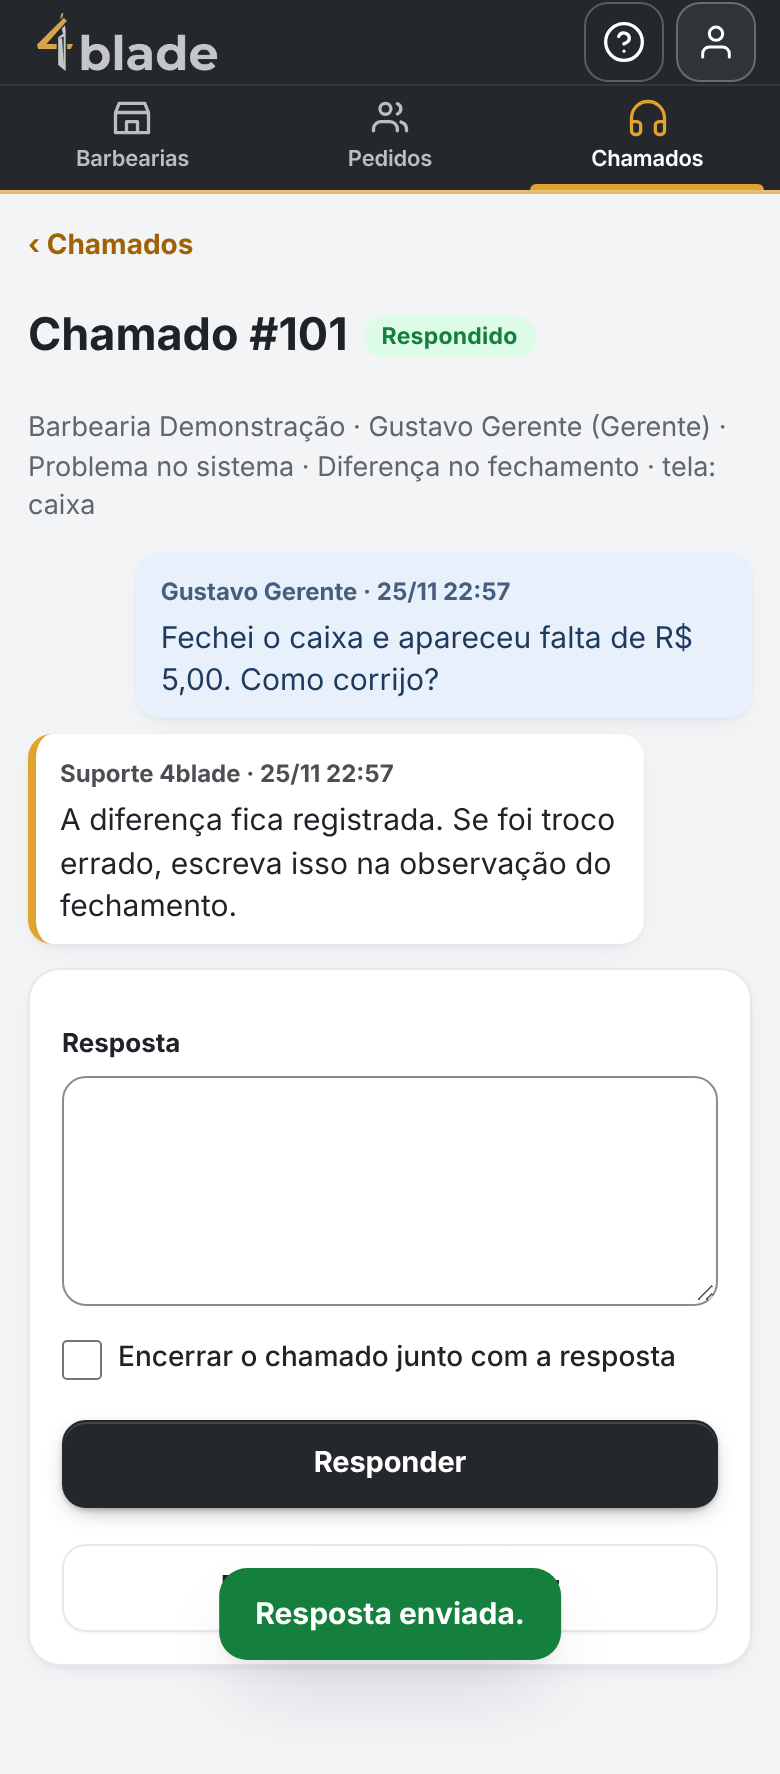 4blade
Barbearias
Pedidos
Chamados
‹ Chamados
Chamado #101
Respondido
Barbearia Demonstração · Gustavo Gerente (Gerente) ·
Problema no sistema · Diferença no fechamento · tela:
caixa
Gustavo Gerente · 25/11 22:57
Fechei o caixa e apareceu falta de R$
5,00. Como corrijo?
Suporte 4blade · 25/11 22:57
A diferença fica registrada. Se foi troco
errado, escreva isso na observação do
fechamento.
Resposta
Encerrar o chamado junto com a resposta
Responder
Resposta enviada.